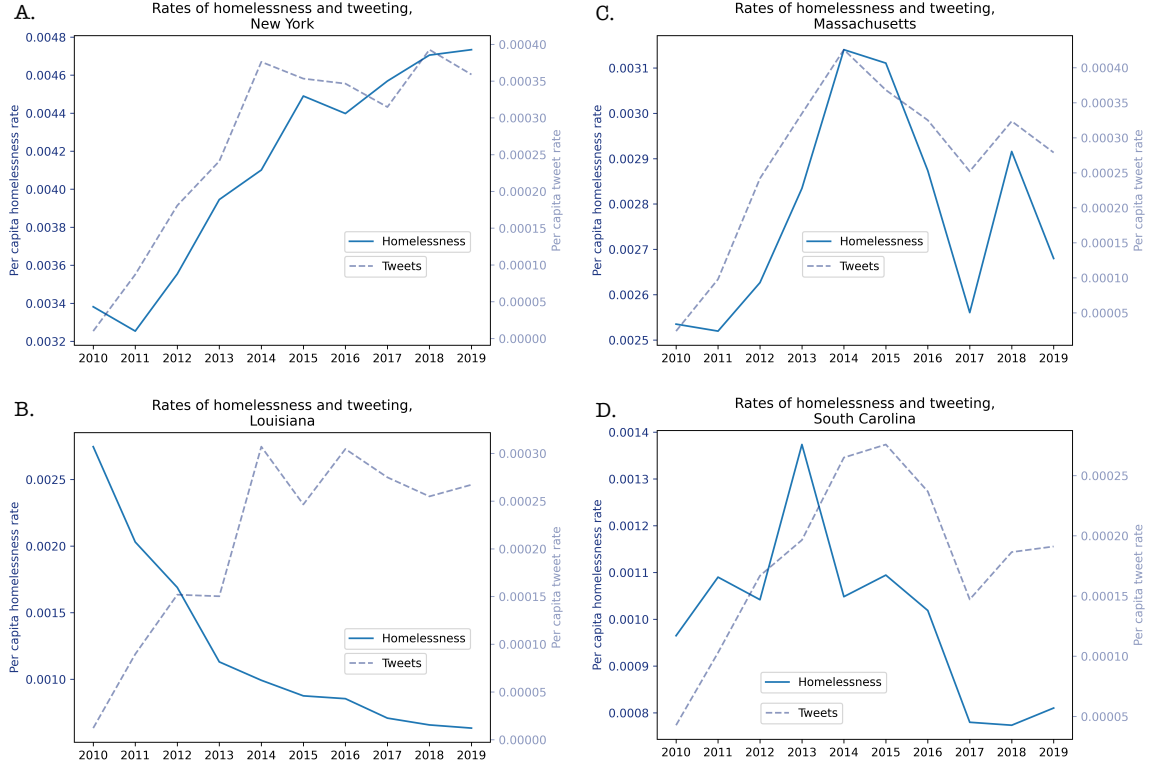 A.
Rates of homelessness and tweeting,
New York
Per capita homelessness rate
0.0048
0.0046
0.0044
0.0042
0.0040
0.0038
0.0036
0.0034
0.0032
0.00040
0.00035
0.00030
0.00025
0.00020
0.00015
0.00010
0.00005
0.00000
Per capita tweet rate
Homelessness
Tweets
2010 2011 2012 2013 2014 2015 2016 2017 2018 2019
C.
Rates of homelessness and tweeting,
Massachusetts
Per capita homelessness rate
0.0031
0.0030
0.0029
0.0028
0.0027
0.0026
0.0025
0.00040
0.00035
0.00030
0.00025
0.00020
0.00015
0.00010
0.00005
Per capita tweet rate
Homelessness
Tweets
2010 2011 2012 2013 2014 2015 2016 2017 2018 2019
B.
Rates of homelessness and tweeting,
Louisiana
Per capita homelessness rate
0.0025
0.0020
0.0015
0.0010
0.00030
0.00025
0.00020
0.00015
0.00010
0.00005
0.00000
Per capita tweet rate
Homelessness
Tweets
2010 2011 2012 2013 2014 2015 2016 2017 2018 2019
D.
Rates of homelessness and tweeting,
South Carolina
Per capita homelessness rate
0.0014
0.0013
0.0012
0.0011
0.0010
0.0009
0.0008
0.00025
0.00020
0.00015
0.00010
0.00005
Per capita tweet rate
Homelessness
Tweets
2010 2011 2012 2013 2014 2015 2016 2017 2018 2019